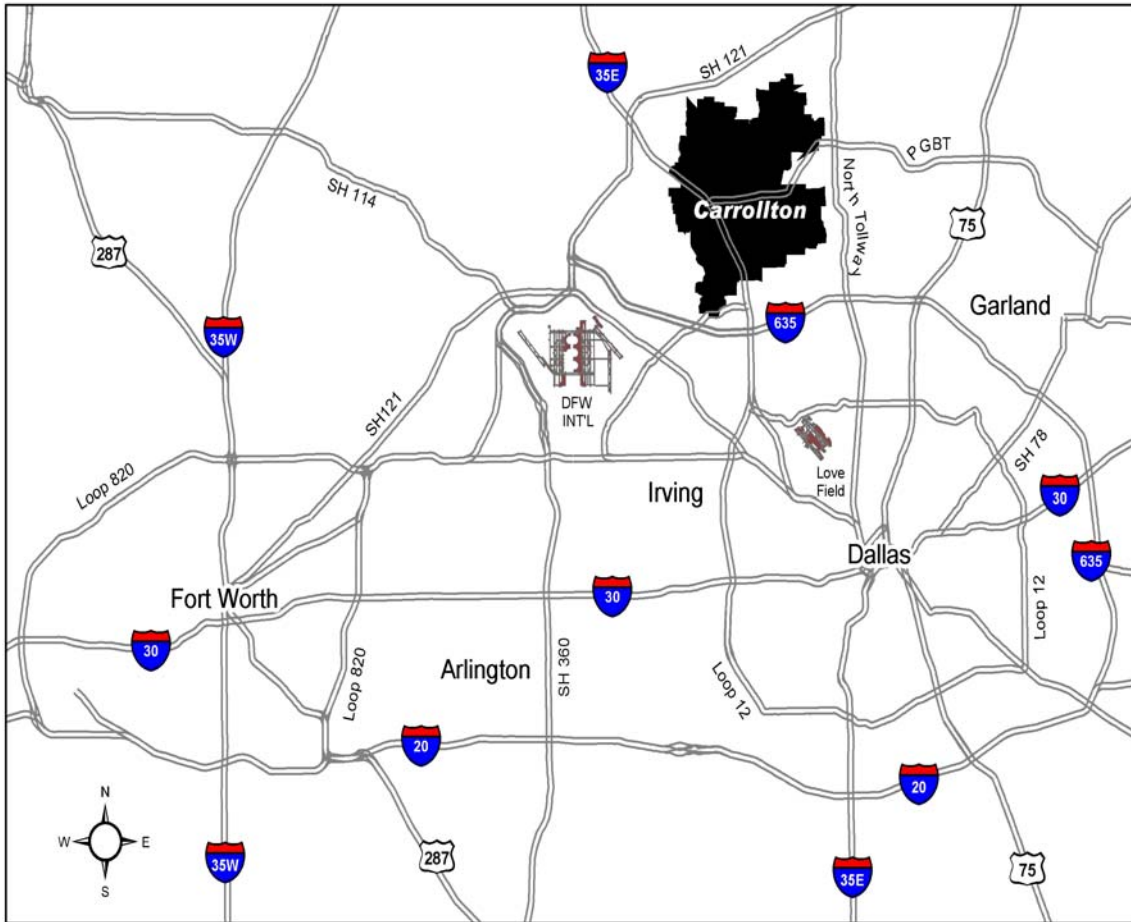 35E
SH 121
P GBT
SH 114
North Tollway
Carrollton
75
287
Garland
635
35W
DFW
INT'L
SH121
Love
Field
SH 78
Loop 820
Irving
30
Dallas
635
Fort Worth
30
Loop 12
30
Arlington
SH 360
Loop 820
Loop 12
20
20
N
W
E
S
35W
287
35E
75